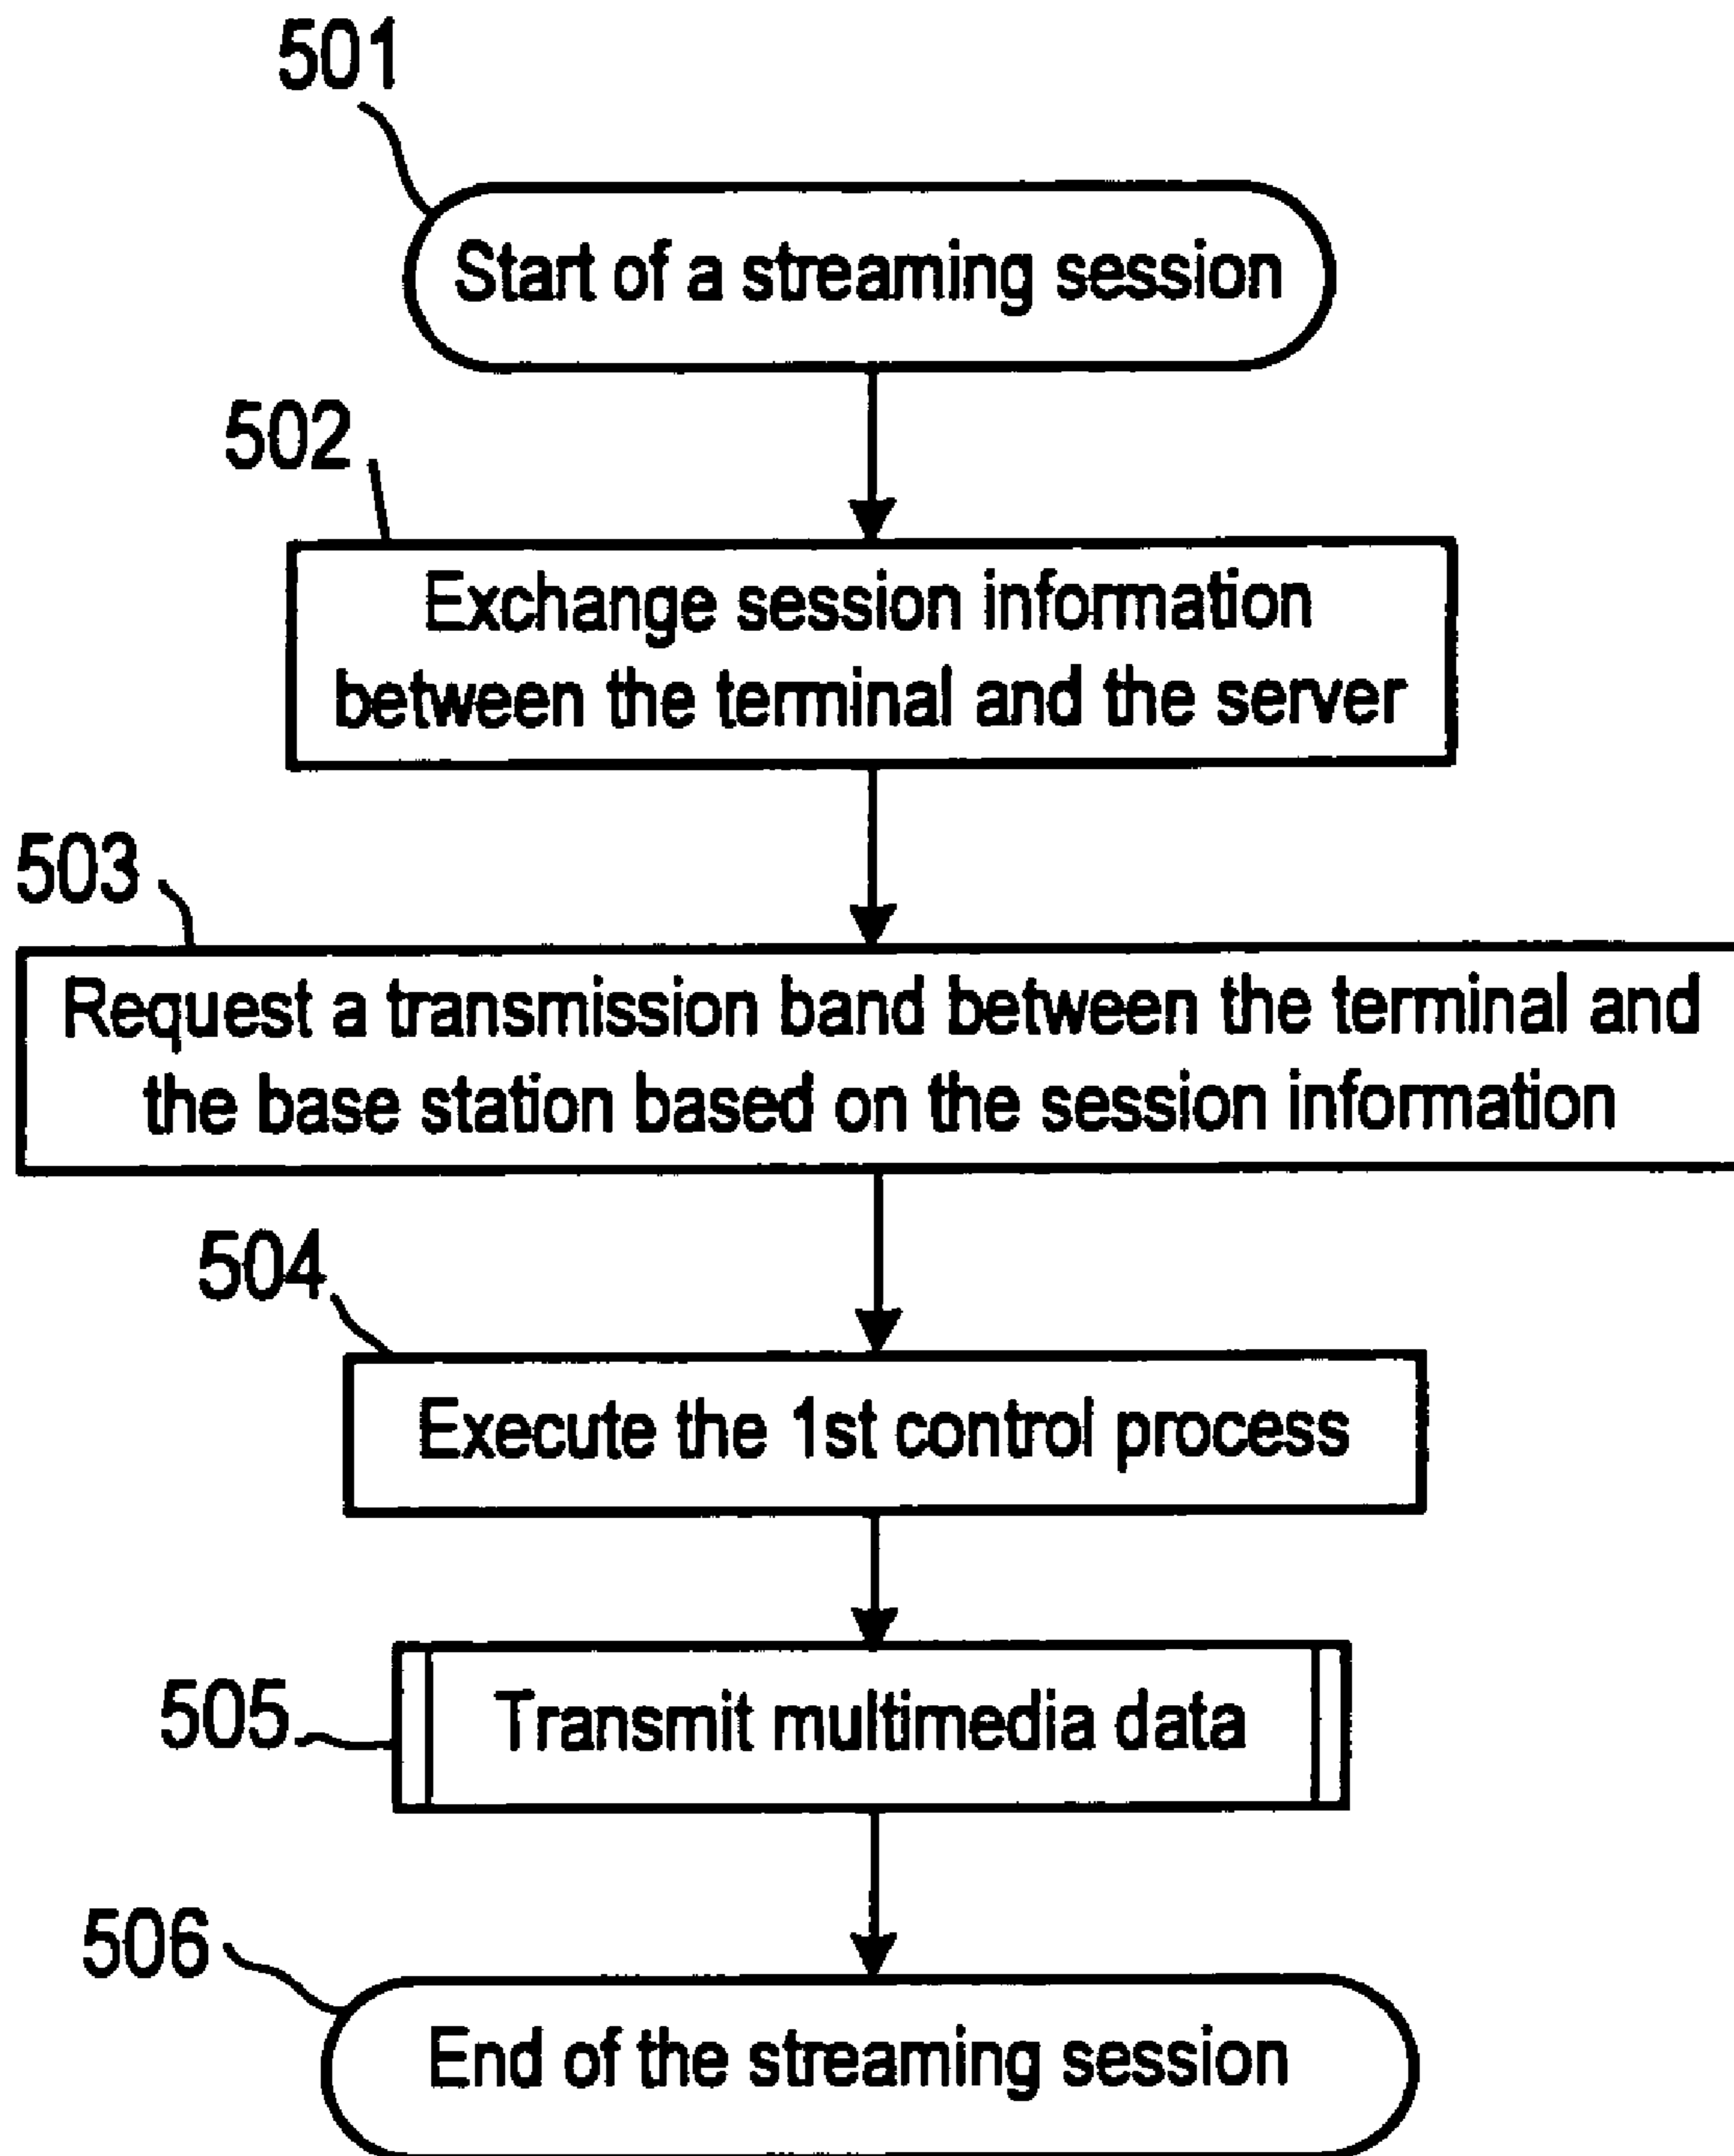 501
Start of a streaming session
502
Exchange session information
between the terminal and the server
503
Request a transmission band between the terminal and
the base station based on the session information
504
Execute the 1st control process
505
Transmit multimedia data
506
End of the streaming session